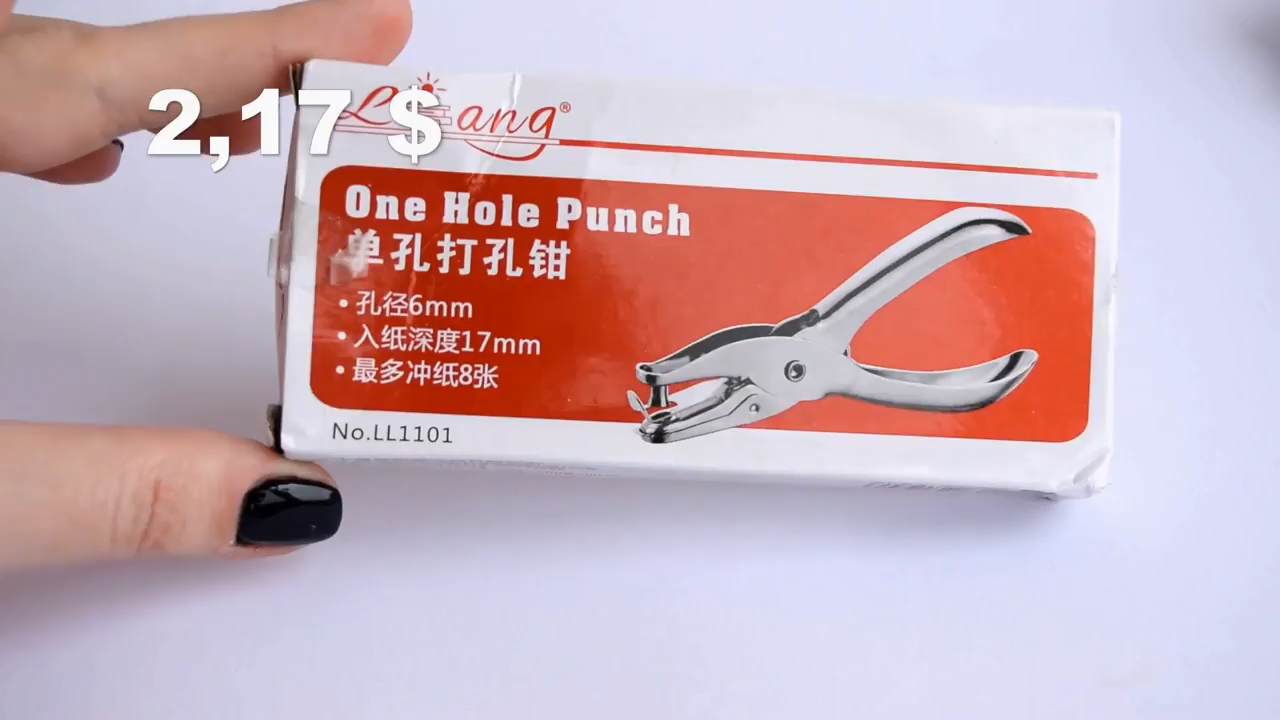 2,17 $
One Hole Punch
单孔打孔钳
• 孔径6mm
• 入纸深度17mm
• 最多冲纸8张
No.LL1101